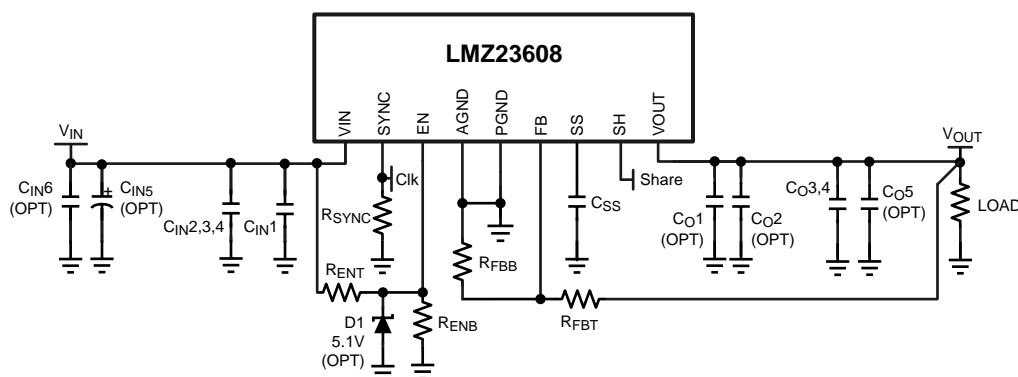 LMZ23608
VIN
SYNC
EN
AGND
PGND
FB
SS
SH
VOUT
VIN
VOUT
CIN6
(OPT)
+
CIN5
(OPT)
CIN2,3,4
CIN1
RSYNC
Clk
CSS
Share
CO1
(OPT)
CO2
(OPT)
CO3,4
CO5
(OPT)
LOAD
RENT
RFBB
D1
5.1V
(OPT)
RENB
RFBT